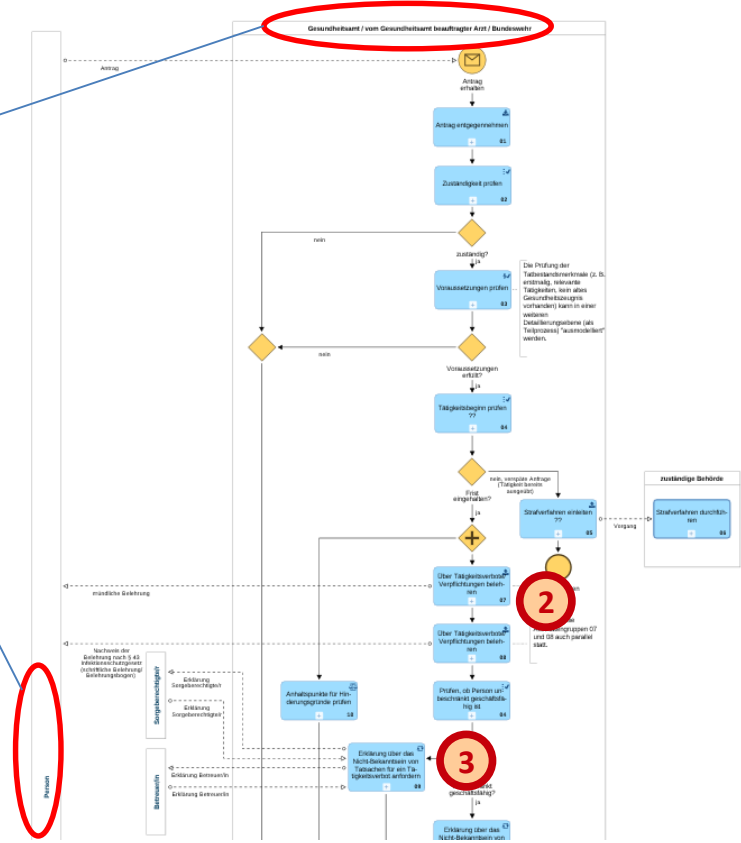 Gesundheitsamt / vom Gesundheitsamt beauftragter Arzt / Bundeswehr
Antrag
Antrag
erhalten
Antrag entgegennehmen
01
Zuständigkeit prüfen
02
nein
zuständig?
ja
Voraussetzungen prüfen
03
Die Prüfung der
Tatbestandsmerkmale (z. B.
erstmalig, relevante
Tätigkeiten, kein altes
Gesundheitszeugnis
vorhanden) kann in einer
weiteren
Detaillierungsebene (als
Teilprozess) "ausmodelliert"
werden.
nein
Voraussetzungen
erfüllt?
ja
Tätigkeitsbeginn prüfen
??
04
nein, verspäte Anfrage
(Tätigkeit bereits
ausgeübt)
Frist
eingehalten?
ja
Strafverfahren einleiten
??
05
Vorgang
zuständige Behörde
Strafverfahren durchfüh-
ren
06
Über Tätigkeitsverbote
Verpflichtungen beleh-
ren
07
mündliche Belehrung
2
Über Tätigkeitsverbote
Verpflichtungen beleh-
ren
08
07
und 08 auch parallel
statt.
Nachweis der
Belehrung nach § 43
Infektionsschutzgesetz
(schriftliche Belehrung/
Belehrungsbogen)
Sorgeberechtigte/r
Erklärung
Sorgeberechtigte/r
Erklärung
Sorgeberechtigte/r
Anhaltspunkte für Hin-
derungsgründe prüfen
10
Prüfen, ob Person un-
beschränkt geschäftsfä-
hig ist
04
Person
Betreuer/in
Erklärung Betreuer/in
Erklärung Betreuer/in
Erklärung über das
Nicht-Bekanntsein von
Tatsachen für ein Tä-
tigkeitsverbot anfordern
09
3
geschäftsfähig?
ja
Erklärung über das
Nicht-Bekanntsein von